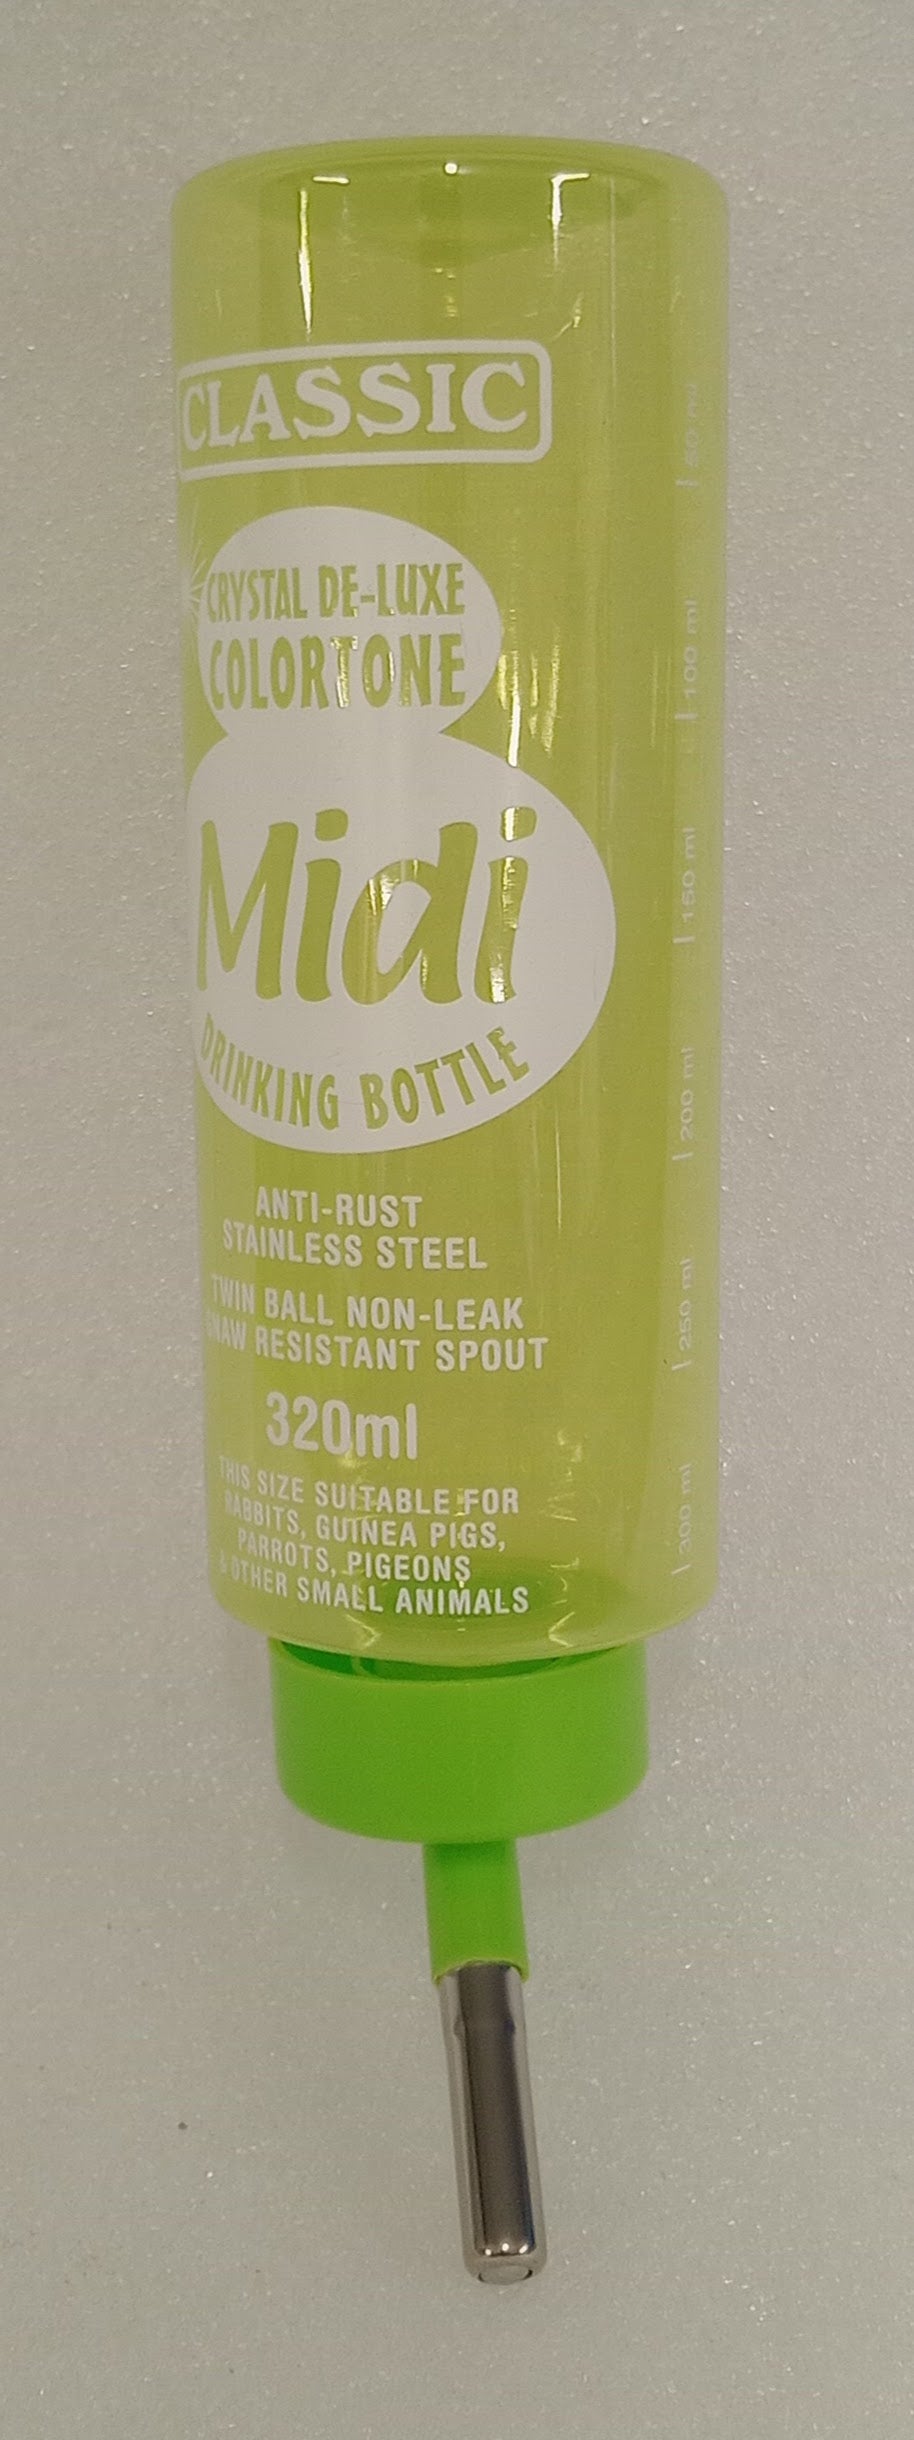 CLASSIC
CRYSTAL DE-LUXE
COLORTONE
Midi
DRINKING BOTTLE
ANTI-RUST
STAINLESS STEEL
TWIN BALL NON-LEAK
GNAW RESISTANT SPOUT
320ml
THIS SIZE SUITABLE FOR
RABBITS, GUINEA PIGS,
PARROTS, PIGEONS
& OTHER SMALL ANIMALS
50 ml
100 ml
150 ml
200 ml
250 ml
300 ml